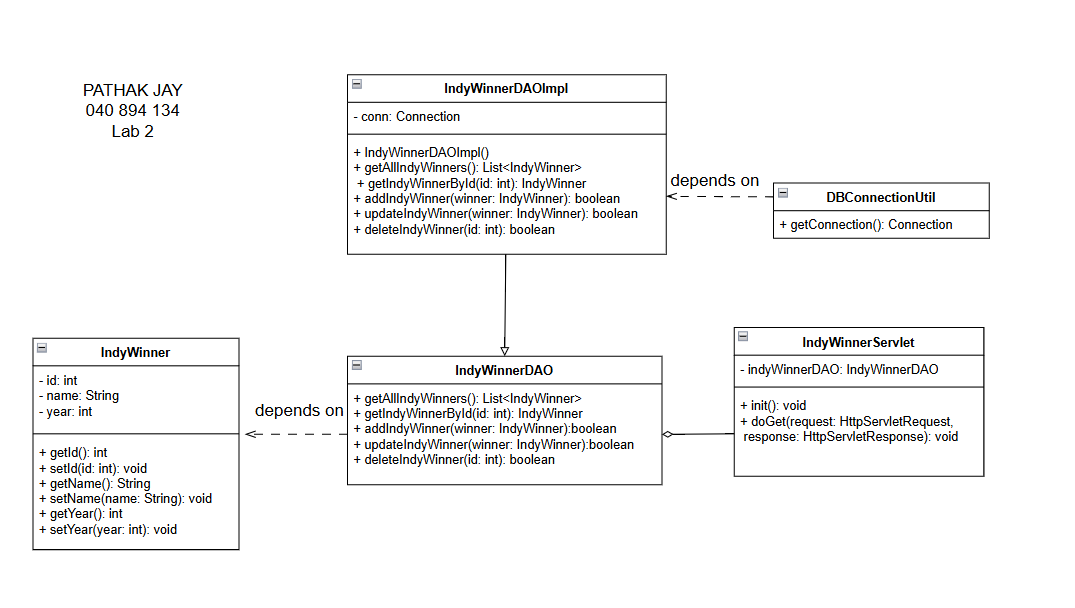 PATHAK JAY
040 894 134
Lab 2
IndyWinnerDAOImpl
- conn: Connection
+ IndyWinnerDAOImpl()
+ getAllIndyWinners(): List<IndyWinner>
+ getIndyWinnerById(id: int): IndyWinner
+ addIndyWinner(winner: IndyWinner): boolean
+ updateIndyWinner(winner: IndyWinner): boolean
+ deleteIndyWinner(id: int): boolean
depends on
DBConnectionUtil
+ getConnection(): Connection
IndyWinner
- id: int
- name: String
- year: int
+ getId(): int
+ setId(id: int): void
+ getName(): String
+ setName(name: String): void
+ getYear(): int
+ setYear(year: int): void
depends on
IndyWinnerDAO
+ getAllIndyWinners(): List<IndyWinner>
+ getIndyWinnerById(id: int): IndyWinner
+ addIndyWinner(winner: IndyWinner):boolean
+ updateIndyWinner(winner: IndyWinner):boolean
+ deleteIndyWinner(id: int): boolean
IndyWinnerServlet
- indyWinnerDAO: IndyWinnerDAO
+ init(): void
+ doGet(request: HttpServletRequest,
response: HttpServletResponse): void